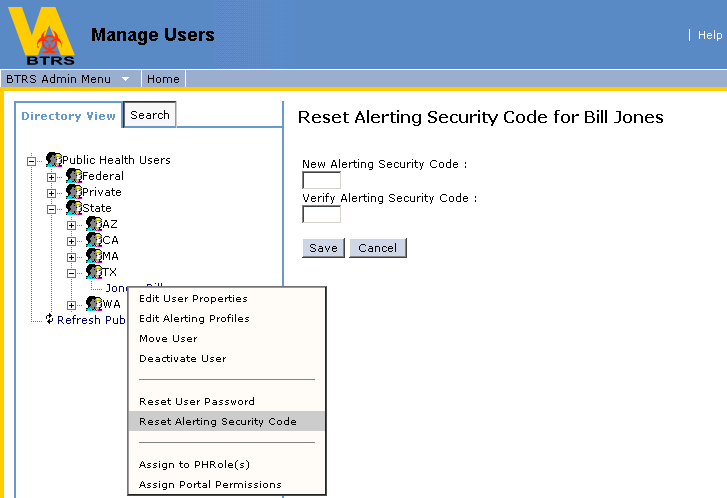 VA
BTRS
Manage Users
| Help
BTRS Admin Menu
Home
Directory View
Search
Public Health Users
Federal
Private
State
AZ
CA
MA
TX
WA
Refresh Pub
Edit User Properties
Edit Alerting Profiles
Move User
Deactivate User
Reset User Password
Reset Alerting Security Code
Assign to PHRole(s)
Assign Portal Permissions
Reset Alerting Security Code for Bill Jones
New Alerting Security Code :
Verify Alerting Security Code :
Save
Cancel